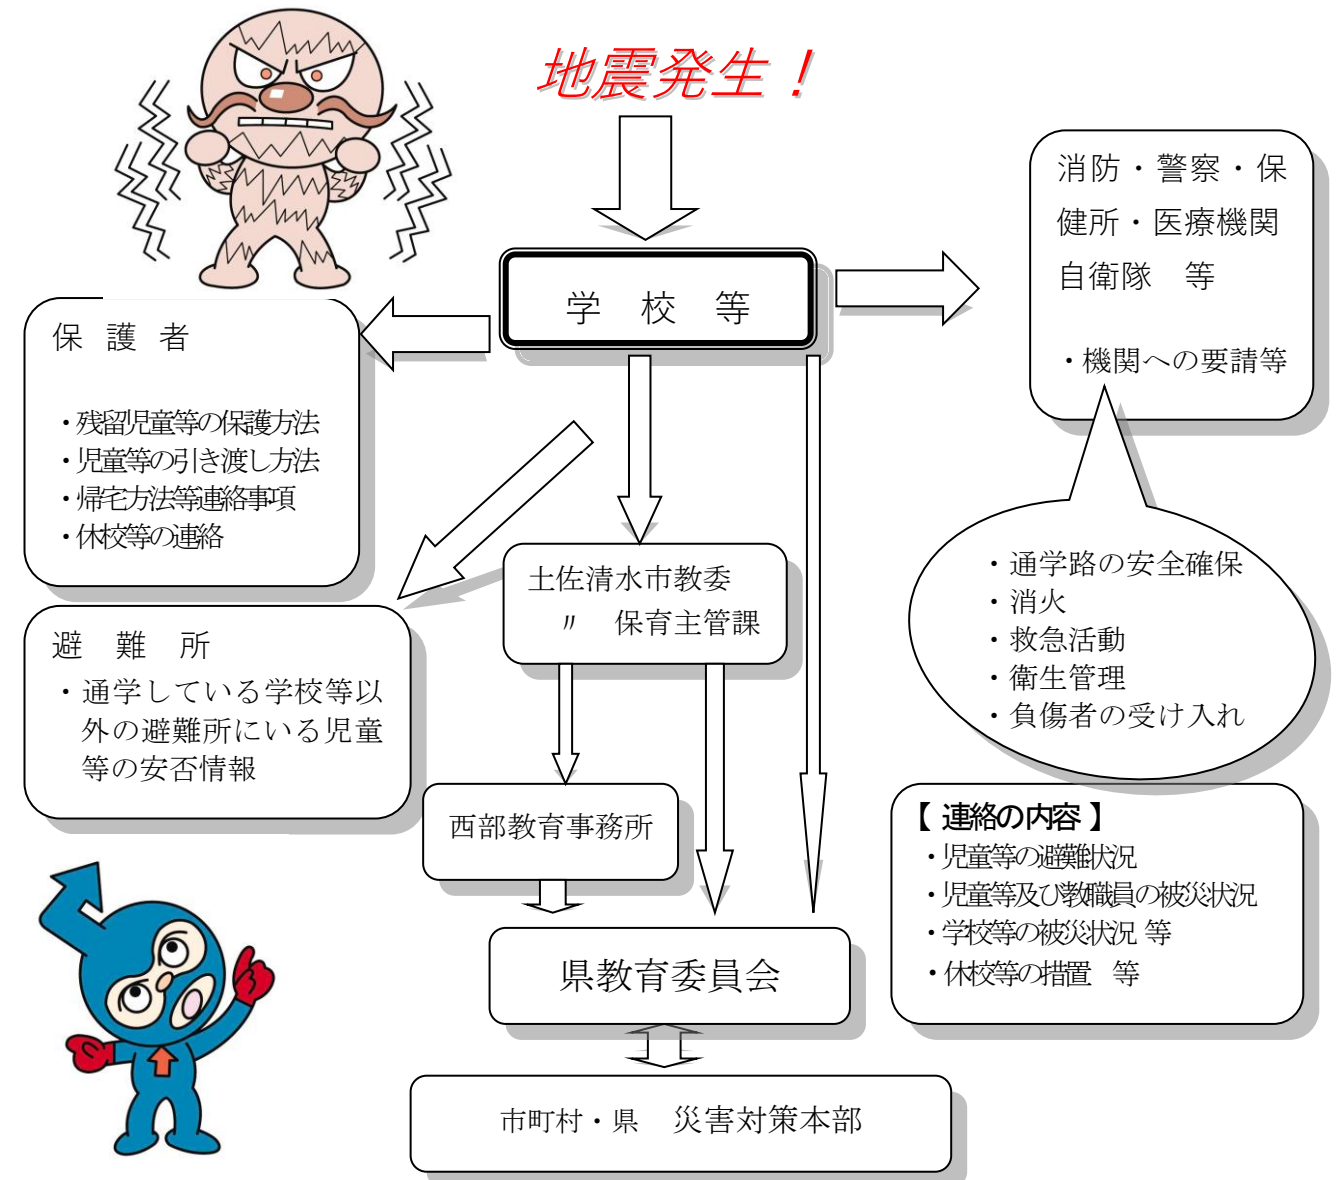 地震発生！
学　校　等
消防・警察・保
健所・医療機関
自衛隊　等
・機関への要請等
保　護　者
・残留児童等の保護方法
・児童等の引き渡し方法
・帰宅方法等連絡事項
・休校等の連絡
・通学路の安全確保
・消火
・救急活動
・衛生管理
・負傷者の受け入れ
土佐清水市教委
〃　保育主管課
避　難　所
・通学している学校等以
外の避難所にいる児童
等の安否情報
西部教育事務所
【 連絡の内容 】
・児童等の避難状況
・児童等及び教職員の被災状況
・学校等の被災状況 等
・休校等の措置　等
県教育委員会
市町村・県　災害対策本部